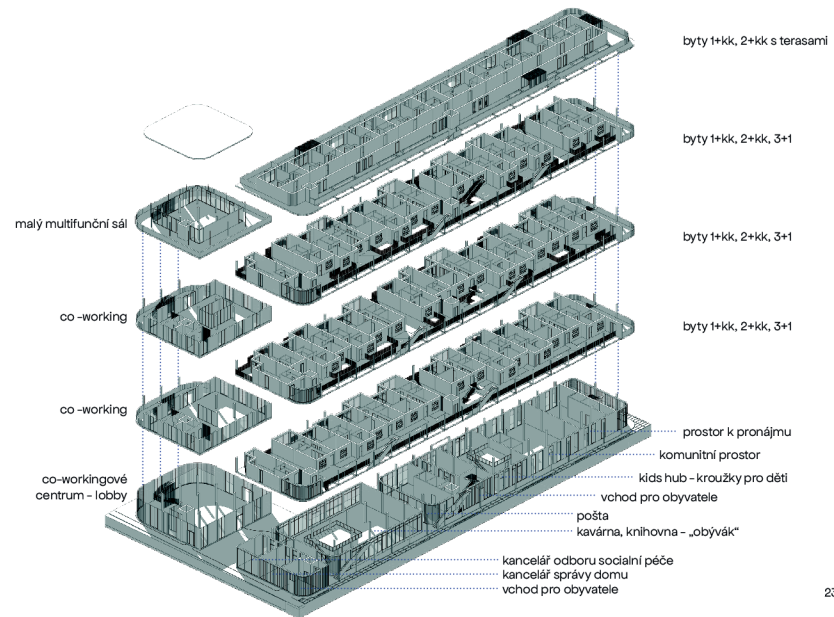 byty 1+kk, 2+kk s terasami
byty 1+kk, 2+kk, 3+1
malý multifunční sál
byty 1+kk, 2+kk, 3+1
co -working
byty 1+kk, 2+kk, 3+1
co -working
prostor k pronájmu
komunitní prostor
kids hub - kroužky pro děti
co-workingové
centrum - lobby
vchod pro obyvatele
pošta
kavárna, knihovna - „obývák“
kancelář odboru socialní péče
kancelář správy domu
vchod pro obyvatele
23